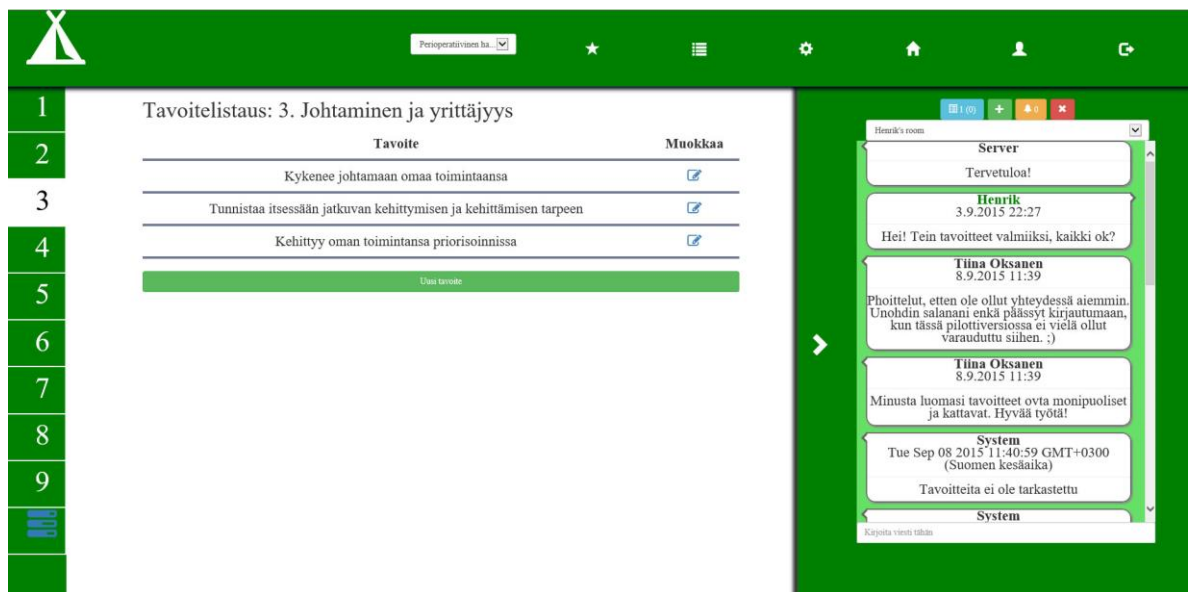 Perioperatiivinen ha...
1
2
3
4
5
6
7
8
9
Tavoitelistaus: 3. Johtaminen ja yrittäjyys
Tavoite Muokkaa
Kykenee johtamaan omaa toimintaansa
Tunnistaa itsessään jatkuvan kehittymisen ja kehittämisen tarpeen
Kehittyy oman toimintansa priorisoinnissa
Uusi tavoite
1 (0) + 0
Henrik's room
Server
Tervetuloa!
Henrik
3.9.2015 22:27
Hei! Tein tavoitteet valmiiksi, kaikki ok?
Tiina Oksanen
8.9.2015 11:39
Phoittelut, etten ole ollut yhteydessä aiemmin.
Unohdin salanani enkä päässyt kirjautumaan,
kun tässä pilottiversiossa ei vielä ollut
varauduttu siihen. ;)
Tiina Oksanen
8.9.2015 11:39
Minusta luomasi tavoitteet ovta monipuoliset
ja kattavat. Hyvää työtä!
System
Tue Sep 08 2015 11:40:59 GMT+0300
(Suomen kesäaika)
Tavoitteita ei ole tarkastettu
System
Kirjoita viesti tähän